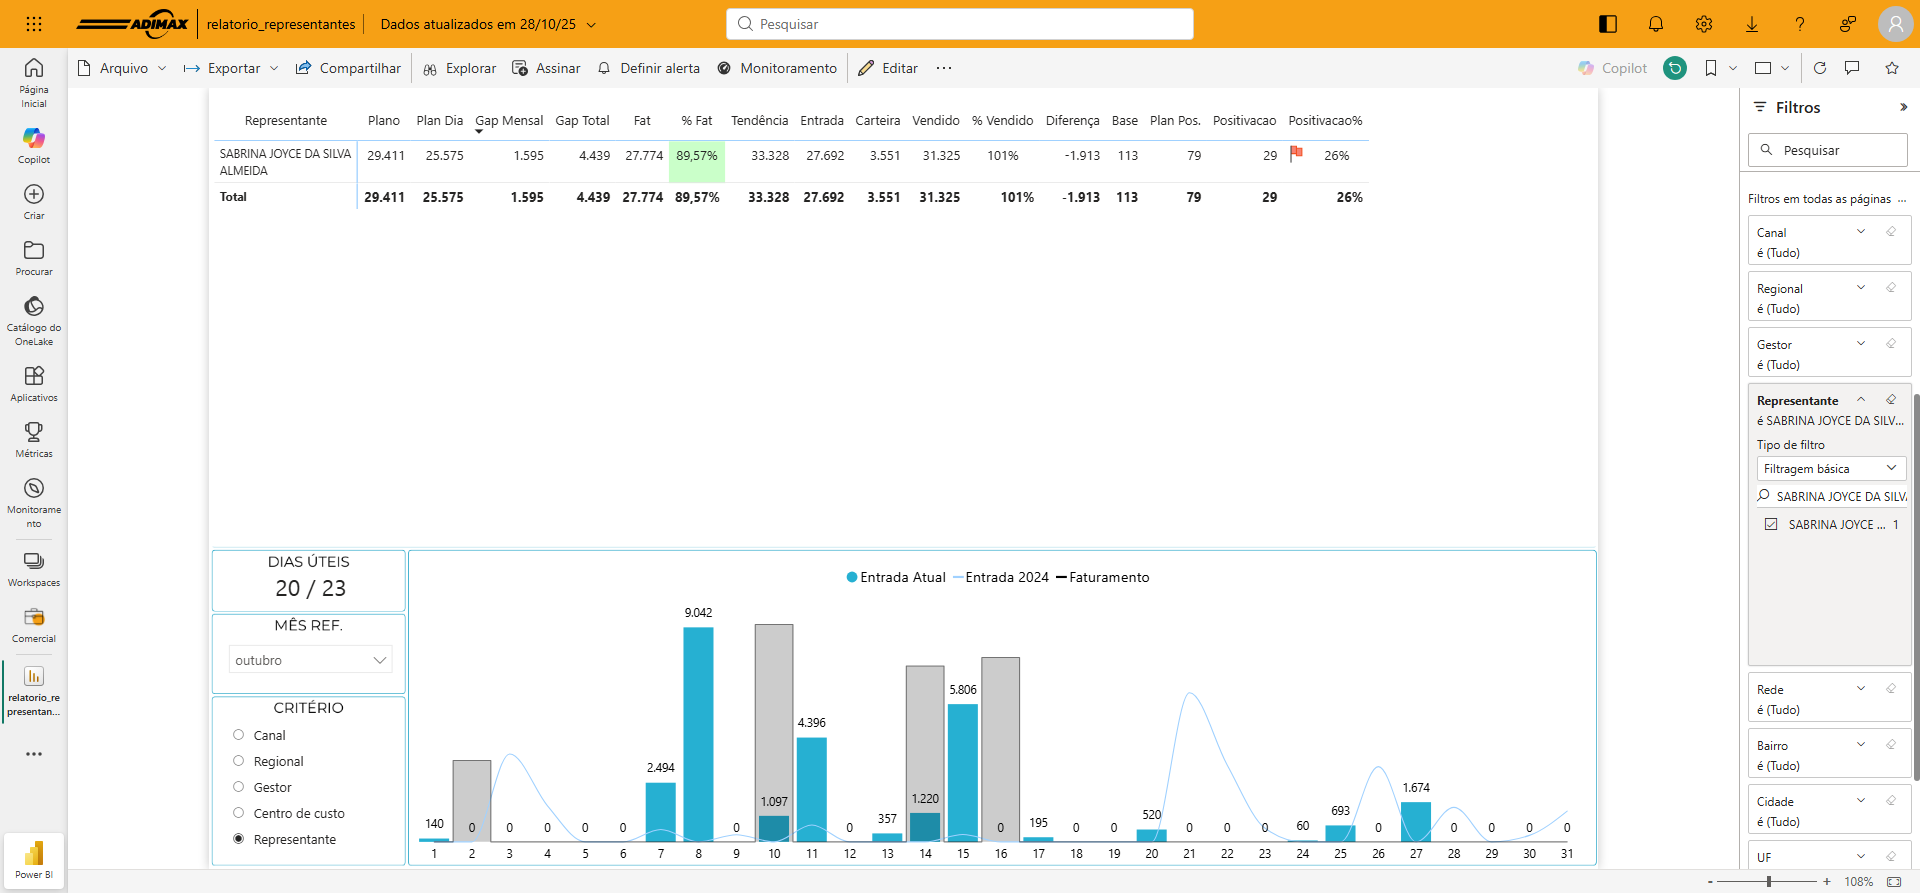 ADIMAX relatorio_representantes Dados atualizados em 28/10/25
Pesquisar
Arquivo Exportar Compartilhar Explorar Assinar Definir alerta Monitoramento Editar ... Copilot
Página Inicial
Copilot
Criar
Procurar
Catálogo do OneLake
Aplicativos
Métricas
Monitoramento
Workspaces
Comercial
relatorio_representan...
Power BI
Representante Plano Plan Dia Gap Mensal Gap Total Fat % Fat Tendência Entrada Carteira Vendido % Vendido Diferença Base Plan Pos. Positivacao Positivacao%
SABRINA JOYCE DA SILVA ALMEIDA 29.411 25.575 1.595 4.439 27.774 89,57% 33.328 27.692 3.551 31.325 101% -1.913 113 79 29 26%
Total 29.411 25.575 1.595 4.439 27.774 89,57% 33.328 27.692 3.551 31.325 101% -1.913 113 79 29 26%
DIAS ÚTEIS
20 / 23
MÊS REF.
outubro
CRITÉRIO
Canal
Regional
Gestor
Centro de custo
Representante
Entrada Atual Entrada 2024 Faturamento
140 0 0 0 0 0 2.494 9.042 0 1.097 4.396 0 357 1.220 5.806 0 195 0 0 520 0 0 0 60 693 0 1.674 0 0 0 0
1 2 3 4 5 6 7 8 9 10 11 12 13 14 15 16 17 18 19 20 21 22 23 24 25 26 27 28 29 30 31
Filtros
Pesquisar
Filtros em todas as páginas ...
Canal
é (Tudo)
Regional
é (Tudo)
Gestor
é (Tudo)
Representante
é SABRINA JOYCE DA SILV...
Tipo de filtro
Filtragem básica
SABRINA JOYCE DA SILVA
SABRINA JOYCE ... 1
Rede
é (Tudo)
Bairro
é (Tudo)
Cidade
é (Tudo)
UF
- + 108%